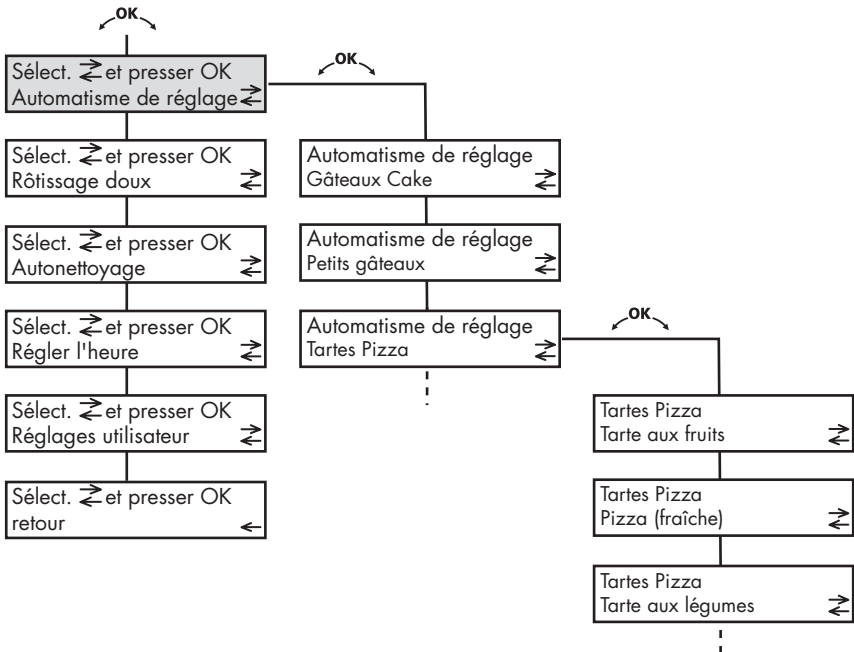 OK
Sélect. ⇄ et presser OK
Automatisme de réglage ⇄
Sélect. ⇄ et presser OK
Rôtissage doux ⇄
Sélect. ⇄ et presser OK
Autonettoyage ⇄
Sélect. ⇄ et presser OK
Régler l'heure ⇄
Sélect. ⇄ et presser OK
Réglages utilisateur ⇄
Sélect. ⇄ et presser OK
retour ←
OK
Automatisme de réglage
Gâteaux Cake ⇄
Automatisme de réglage
Petits gâteaux ⇄
Automatisme de réglage
Tartes Pizza ⇄
OK
Tartes Pizza
Tarte aux fruits ⇄
Tartes Pizza
Pizza (fraîche) ⇄
Tartes Pizza
Tarte aux légumes ⇄